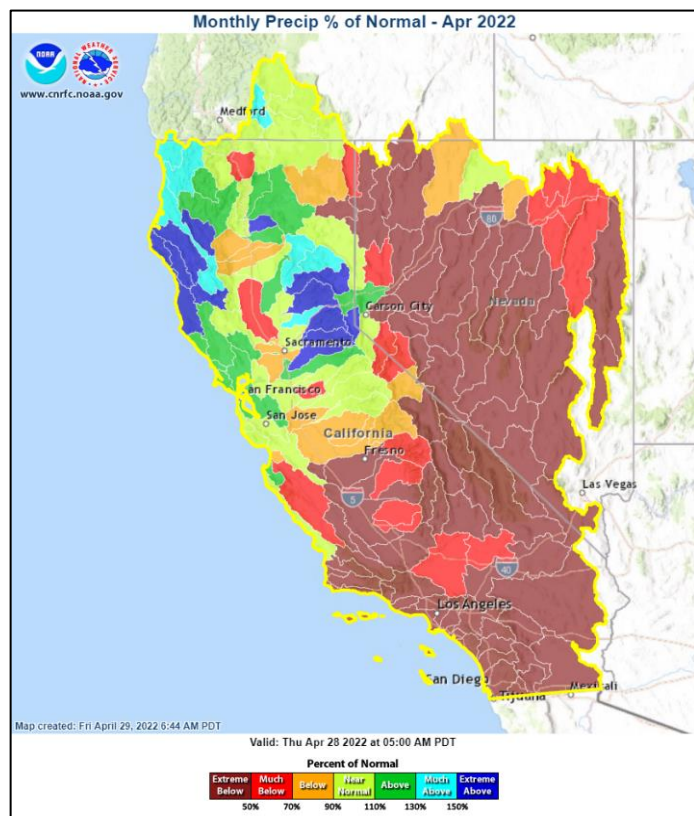 Monthly Precip % of Normal - Apr 2022
NOAA
NATIONAL WEATHER SERVICE
www.cnrfc.noaa.gov
Medford
80
Nevada
Carson City
Sacramento
an Francisco
San Jose
California
Fresno
Las Vegas
5
40
Los Angeles
San Diego
Tijuana
Mexicali
Map created: Fri April 29, 2022 6:44 AM PDT
Valid: Thu Apr 28 2022 at 05:00 AM PDT
Percent of Normal
Extreme Below
Much Below
Below
Near Normal
Above
Much Above
Extreme Above
50% 70% 90% 110% 130% 150%